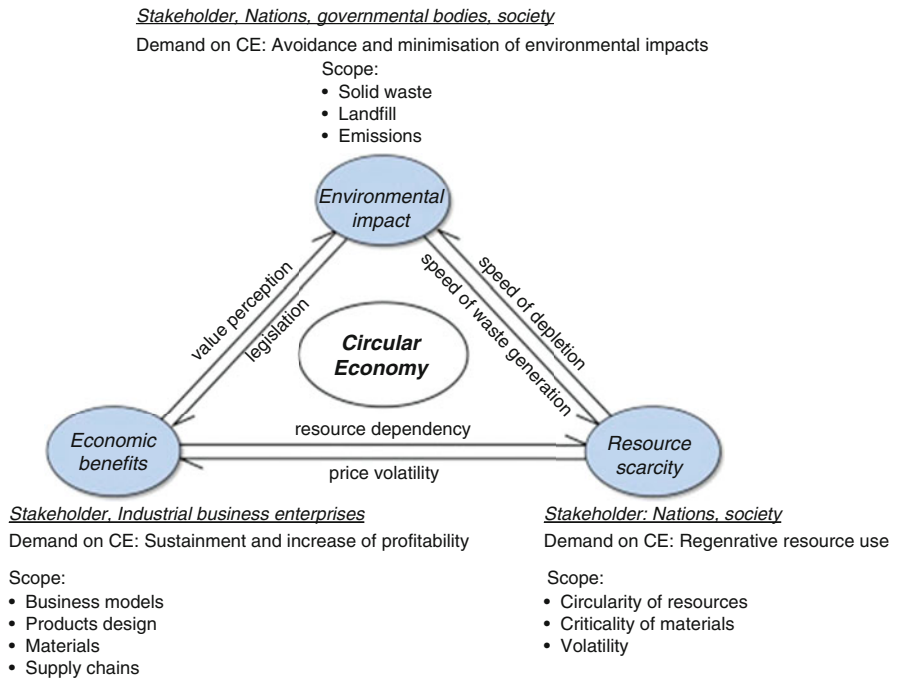 Stakeholder, Nations, governmental bodies, society
Demand on CE: Avoidance and minimisation of environmental impacts
Scope:
• Solid waste
• Landfill
• Emissions
Environmental
impact
value perception
legislation
speed of waste generation
speed of depletion
Circular
Economy
Economic
benefits
resource dependency
price volatility
Resource
scarcity
Stakeholder, Industrial business enterprises
Demand on CE: Sustainment and increase of profitability
Scope:
• Business models
• Products design
• Materials
• Supply chains
Stakeholder: Nations, society
Demand on CE: Regenrative resource use
Scope:
• Circularity of resources
• Criticality of materials
• Volatility